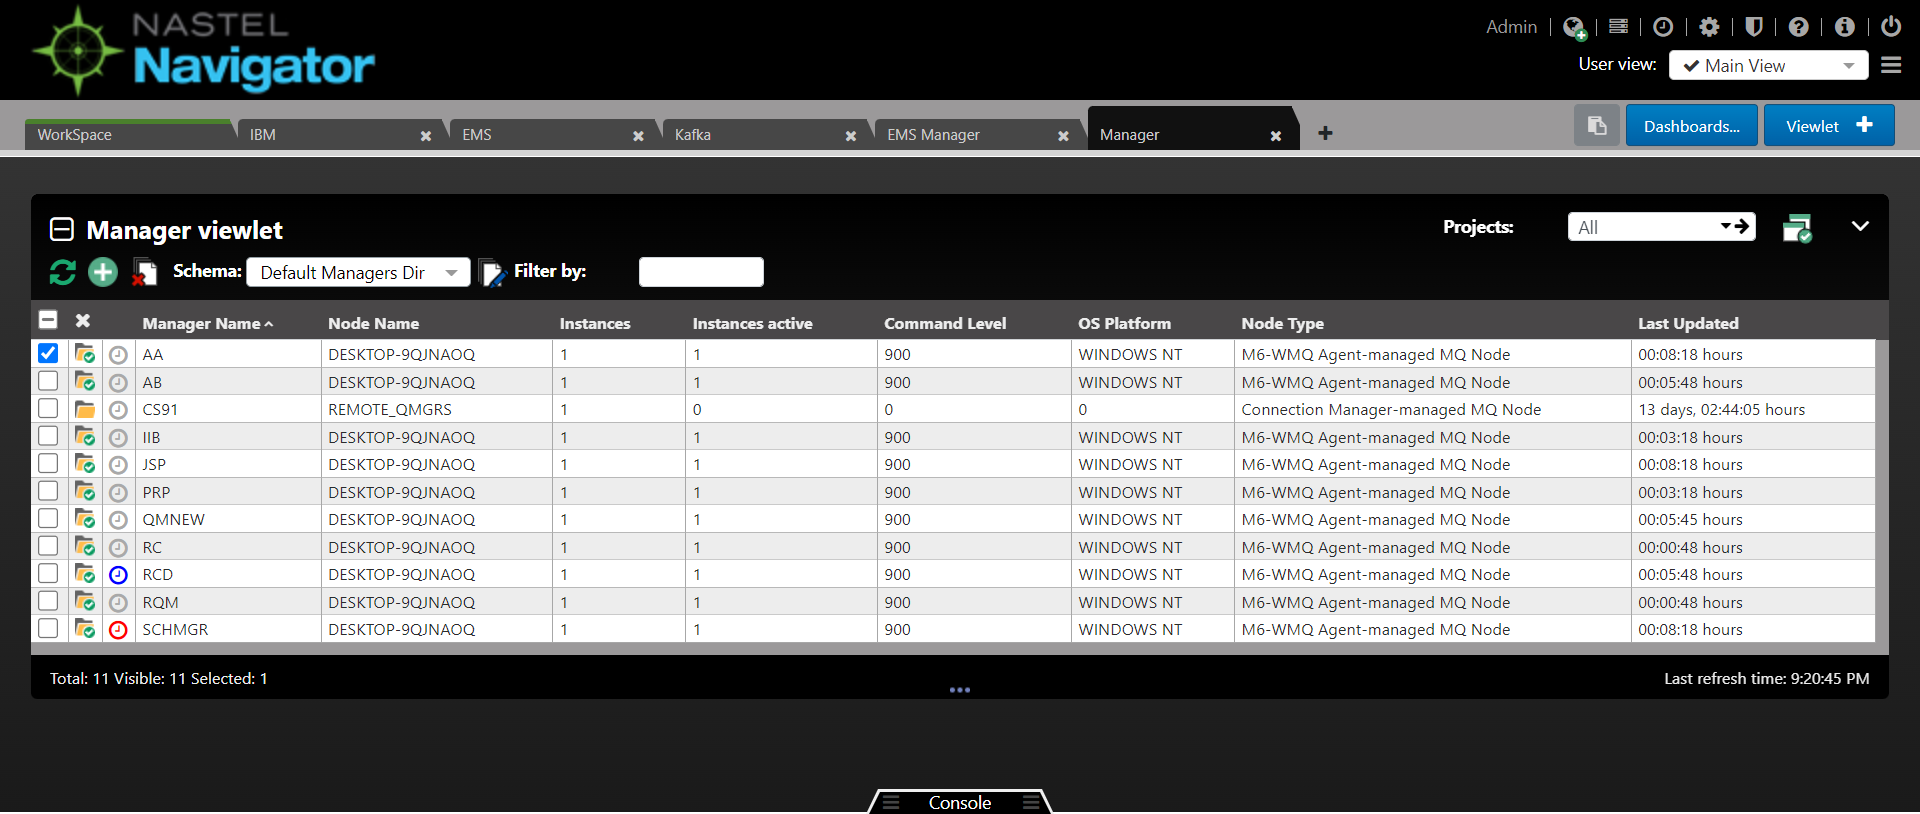 NASTEL
Navigator
Admin
User view: Main View
WorkSpace IBM EMS Kafka EMS Manager Manager Dashboards... Viewlet
Manager viewlet Projects: All
Schema: Default Managers Dir Filter by:
Manager Name Node Name Instances Instances active Command Level OS Platform Node Type Last Updated
AA DESKTOP-9QJNAOQ 1 1 900 WINDOWS NT M6-WMQ Agent-managed MQ Node 00:08:18 hours
AB DESKTOP-9QJNAOQ 1 1 900 WINDOWS NT M6-WMQ Agent-managed MQ Node 00:05:48 hours
CS91 REMOTE_QMGRS 1 0 0 0 Connection Manager-managed MQ Node 13 days, 02:44:05 hours
IIB DESKTOP-9QJNAOQ 1 1 900 WINDOWS NT M6-WMQ Agent-managed MQ Node 00:03:18 hours
JSP DESKTOP-9QJNAOQ 1 1 900 WINDOWS NT M6-WMQ Agent-managed MQ Node 00:08:18 hours
PRP DESKTOP-9QJNAOQ 1 1 900 WINDOWS NT M6-WMQ Agent-managed MQ Node 00:03:18 hours
QMNEW DESKTOP-9QJNAOQ 1 1 900 WINDOWS NT M6-WMQ Agent-managed MQ Node 00:05:45 hours
RC DESKTOP-9QJNAOQ 1 1 900 WINDOWS NT M6-WMQ Agent-managed MQ Node 00:00:48 hours
RCD DESKTOP-9QJNAOQ 1 1 900 WINDOWS NT M6-WMQ Agent-managed MQ Node 00:05:48 hours
RQM DESKTOP-9QJNAOQ 1 1 900 WINDOWS NT M6-WMQ Agent-managed MQ Node 00:00:48 hours
SCHMGR DESKTOP-9QJNAOQ 1 1 900 WINDOWS NT M6-WMQ Agent-managed MQ Node 00:08:18 hours
Total: 11 Visible: 11 Selected: 1 Last refresh time: 9:20:45 PM
Console